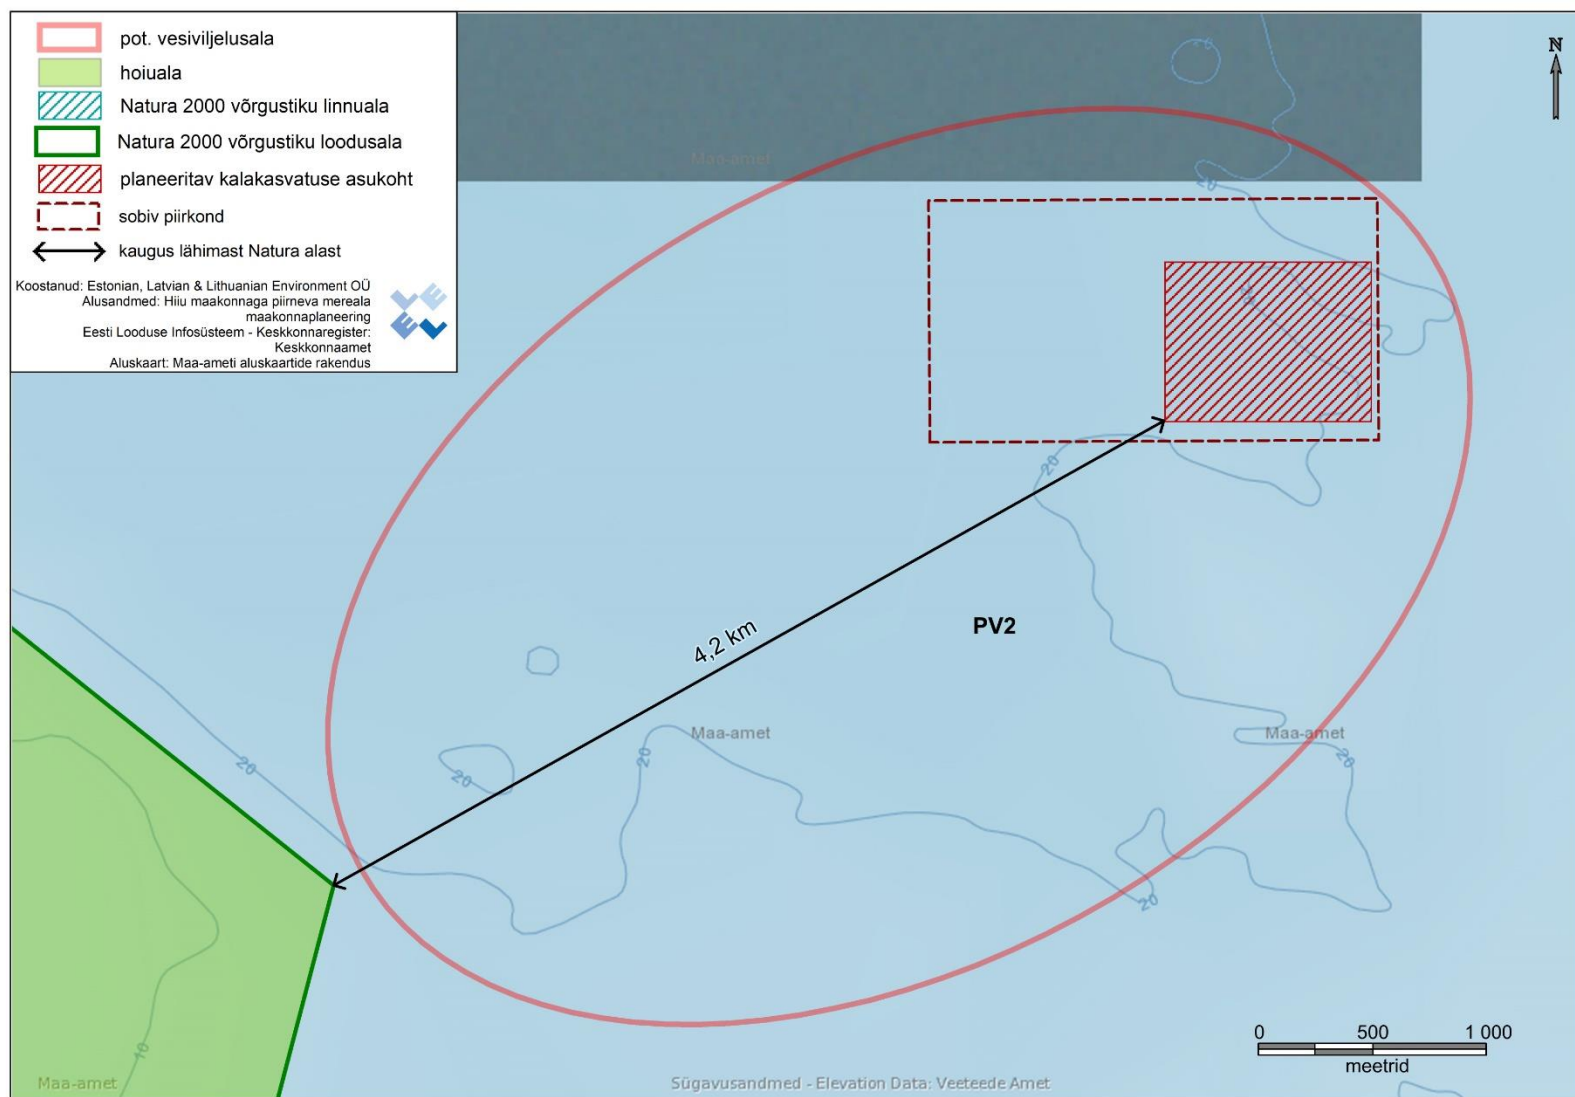 pot. vesiviljelusala
hoiuala
Natura 2000 võrgustiku linnuala
Natura 2000 võrgustiku loodusala
planeeritav kalakasvatuse asukoht
sobiv piirkond
kaugus lähimast Natura alast
Koostanud: Estonian, Latvian & Lithuanian Environment OÜ
Alusandmed: Hiiu maakonnaga piirneva mereala
maakonnaplaneering
Eesti Looduse Infosüsteem - Keskkonnaregister:
Keskkonnaamet
Aluskaart: Maa-ameti aluskaartide rakendus
E
L
E
L
N
Maa-amet
20
20
PV2
4,2 km
Maa-amet
Maa-amet
20
20
20
20
20
10
0 500 1 000
meetrid
Maa-amet
Sügavusandmed - Elevation Data: Veeteede Amet